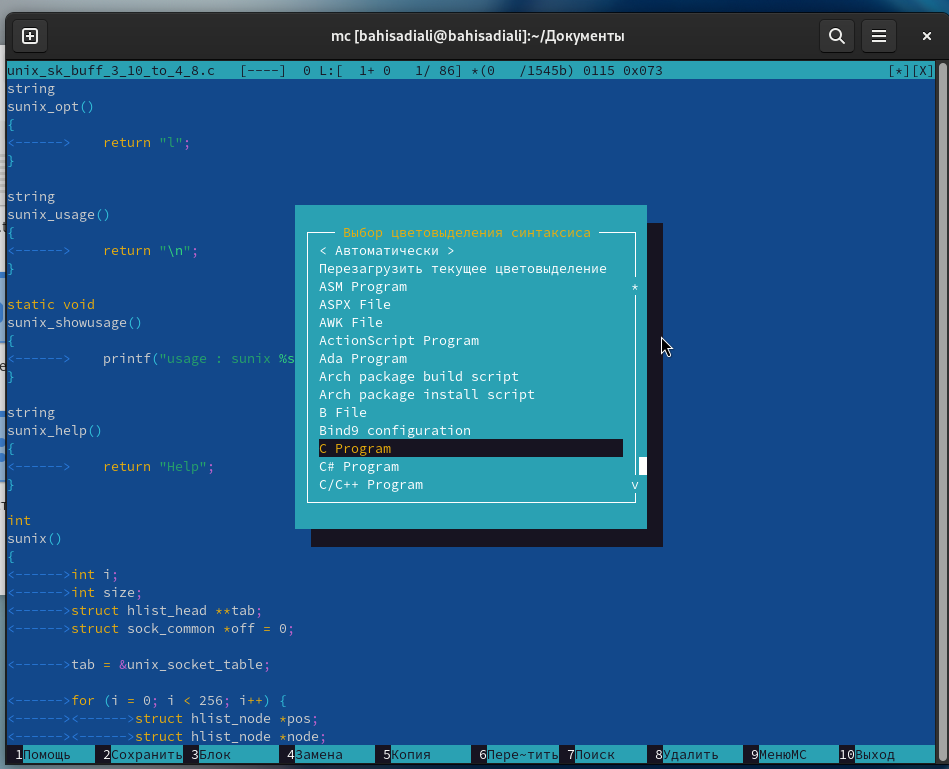 mc [bahisadiali@bahisadiali]:~/Документы
unix_sk_buff_3_10_to_4_8.c   [----]  0 L:[  1+ 0   1/ 86] *(0   /1545b) 0115 0x073   [*][X]
string
sunix_opt()
{
<------>    return "l";
}
string
sunix_usage()
{
<------>    return "\n";
}
static void
sunix_showusage()
{
<------>    printf("usage : sunix %s
}
string
sunix_help()
{
<------>    return "Help";
}
int
sunix()
{
<------>int i;
<------>int size;
<------>struct hlist_head **tab;
<------>struct sock_common *off = 0;
<------>tab = &unix_socket_table;
<------>for (i = 0; i < 256; i++) {
<------><------>struct hlist_node *pos;
<------><------>struct hlist_node *node;
Выбор цветовыделения синтаксиса
< Автоматически >
Перезагрузить текущее цветовыделение
ASM Program
ASPX File
AWK File
ActionScript Program
Ada Program
Arch package build script
Arch package install script
B File
Bind9 configuration
C Program
C# Program
C/C++ Program
1Помощь 2Сохранить 3Блок 4Замена 5Копия 6Пере~тить 7Поиск 8Удалить 9МенюМС 10Выход